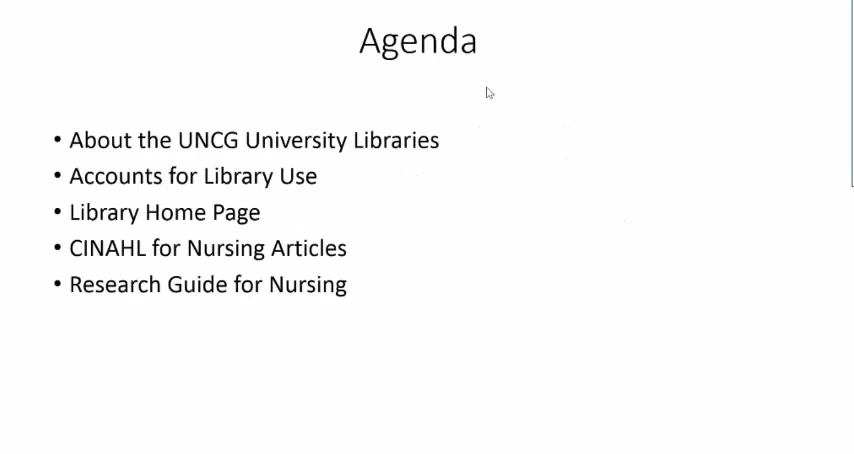 Agenda
• About the UNCG University Libraries
• Accounts for Library Use
• Library Home Page
• CINAHL for Nursing Articles
• Research Guide for Nursing